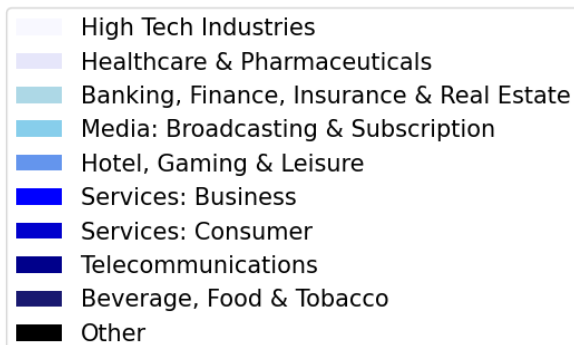 High Tech Industries
Healthcare & Pharmaceuticals
Banking, Finance, Insurance & Real Estate
Media: Broadcasting & Subscription
Hotel, Gaming & Leisure
Services: Business
Services: Consumer
Telecommunications
Beverage, Food & Tobacco
Other